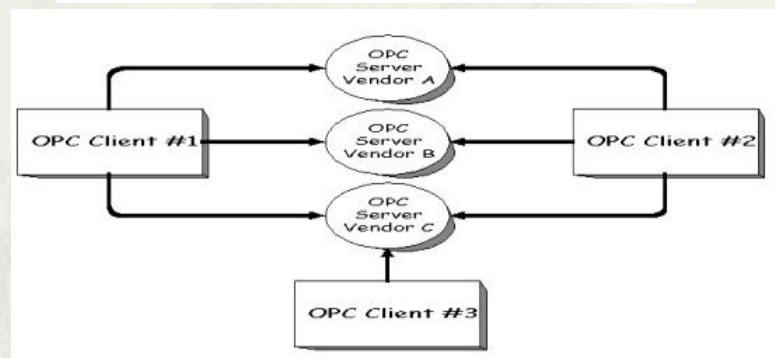 OPC
Server
Vendor A
OPC Client #1
OPC
Server
Vendor B
OPC Client #2
OPC
Server
Vendor C
OPC Client #3